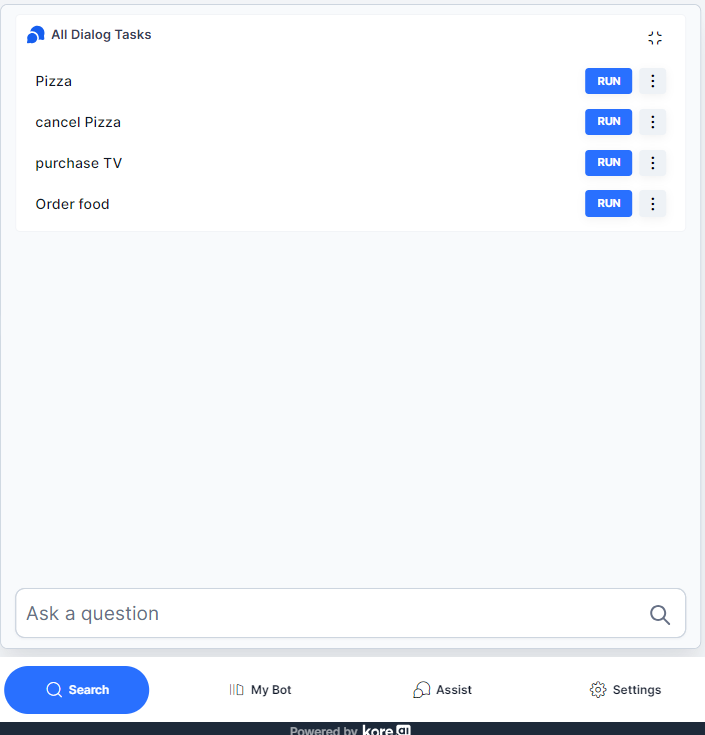 All Dialog Tasks
Pizza RUN
cancel Pizza RUN
purchase TV RUN
Order food RUN
Ask a question
Search My Bot Assist Settings
Powered by kore.ai